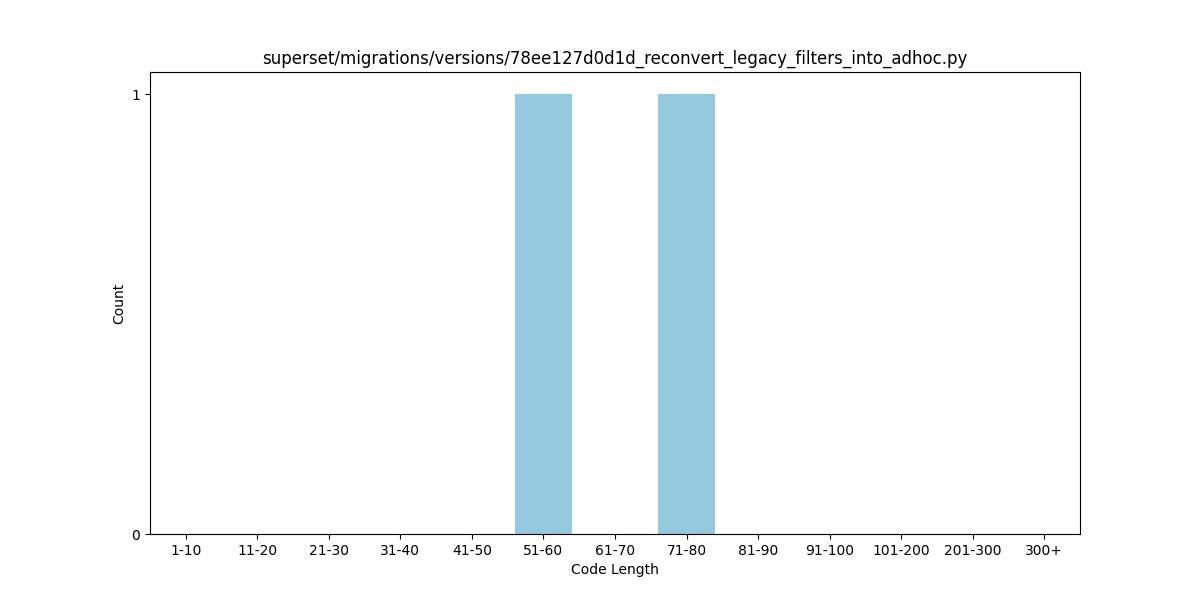 superset/migrations/versions/78ee127d0d1d_reconvert_legacy_filters_into_adhoc.py
1
Count
0
1-10 11-20 21-30 31-40 41-50 51-60 61-70 71-80 81-90 91-100 101-200 201-300 300+
Code Length